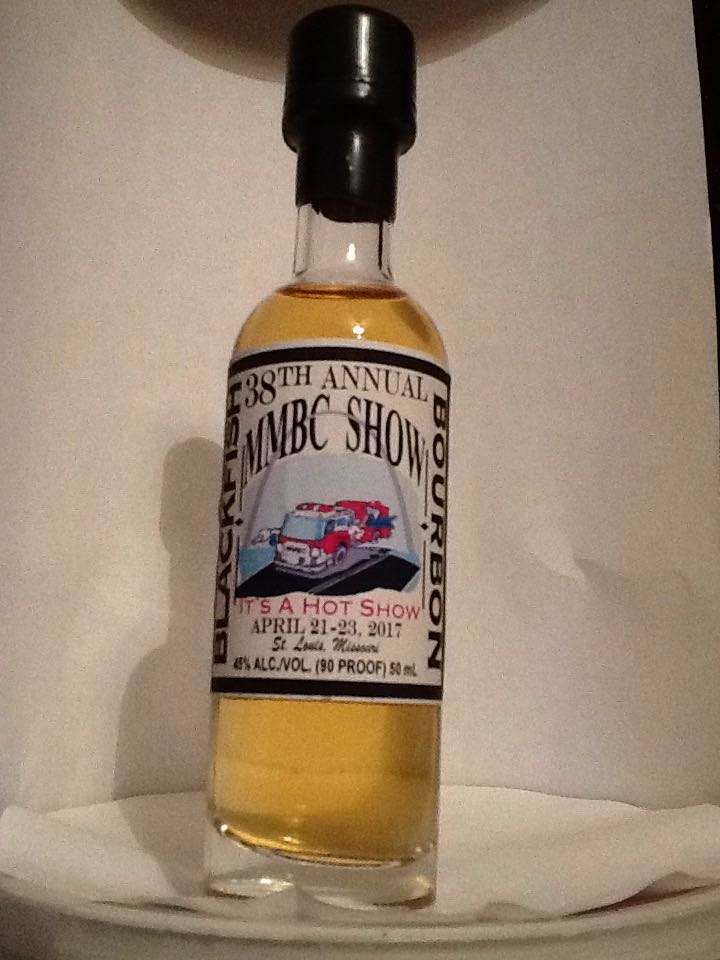 38TH ANNUAL
MMBC SHOW
BLACKFISH
BOURBON
IT'S A HOT SHOW
APRIL 21-23, 2017
St. Louis, Missouri
45% ALC./VOL. (90 PROOF) 50 mL